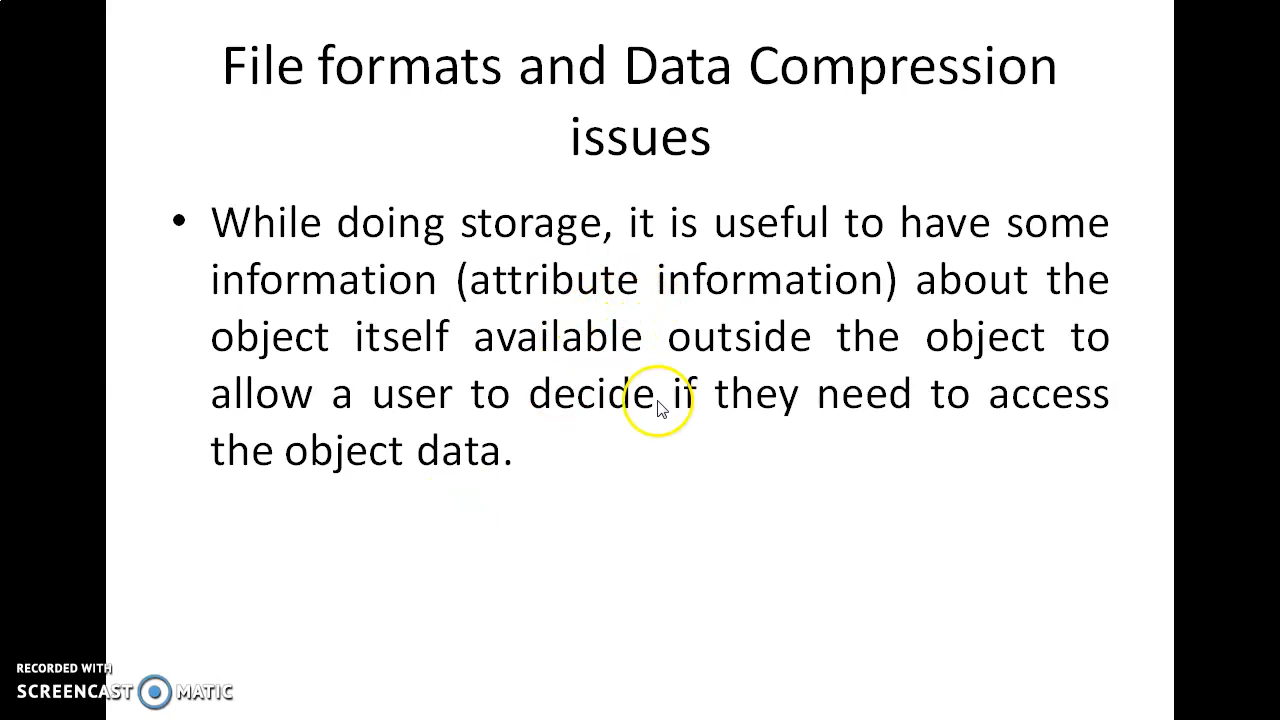 File formats and Data Compression
issues
• While doing storage, it is useful to have some
information (attribute information) about the
object itself available outside the object to
allow a user to decide if they need to access
the object data.
RECORDED WITH
SCREENCAST MATIC